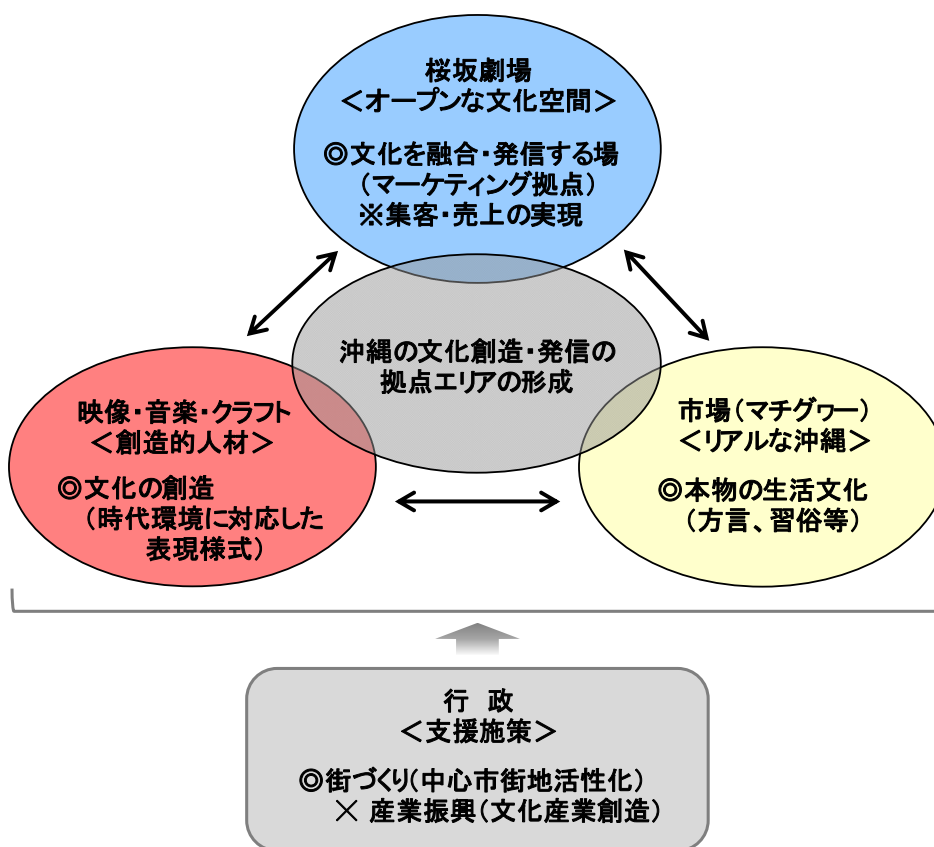 桜坂劇場
＜オープンな文化空間＞
◎文化を融合・発信する場
（マーケティング拠点）
※集客・売上の実現
沖縄の文化創造・発信の
拠点エリアの形成
映像・音楽・クラフト
＜創造的人材＞
◎文化の創造
（時代環境に対応した
表現様式）
市場（マチグヮー）
＜リアルな沖縄＞
◎本物の生活文化
（方言、習俗等）
行　政
＜支援施策＞
◎街づくり（中心市街地活性化）
× 産業振興（文化産業創造）